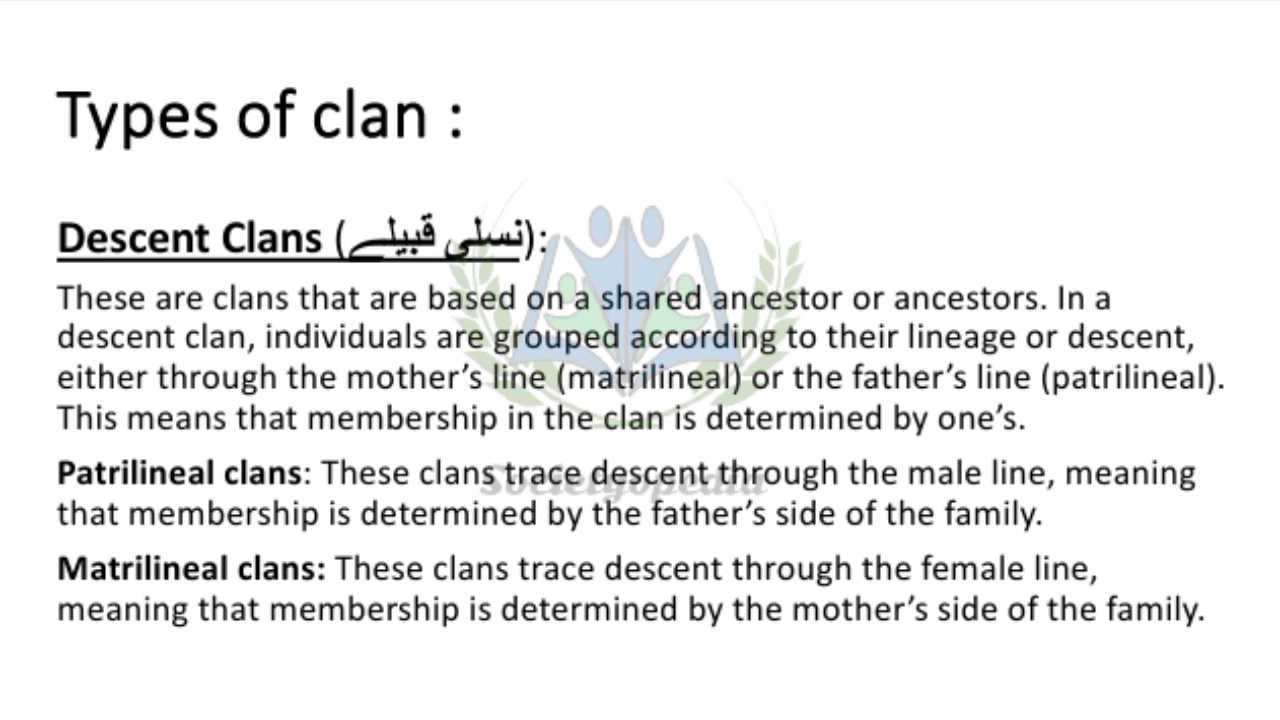 Types of clan :
Descent Clans (نسلی قبیلے):
These are clans that are based on a shared ancestor or ancestors. In a
descent clan, individuals are grouped according to their lineage or descent,
either through the mother’s line (matrilineal) or the father’s line (patrilineal).
This means that membership in the clan is determined by one’s.
Patrilineal clans: These clans trace descent through the male line, meaning
Societyopedia
that membership is determined by the father’s side of the family.
Matrilineal clans: These clans trace descent through the female line,
meaning that membership is determined by the mother’s side of the family.